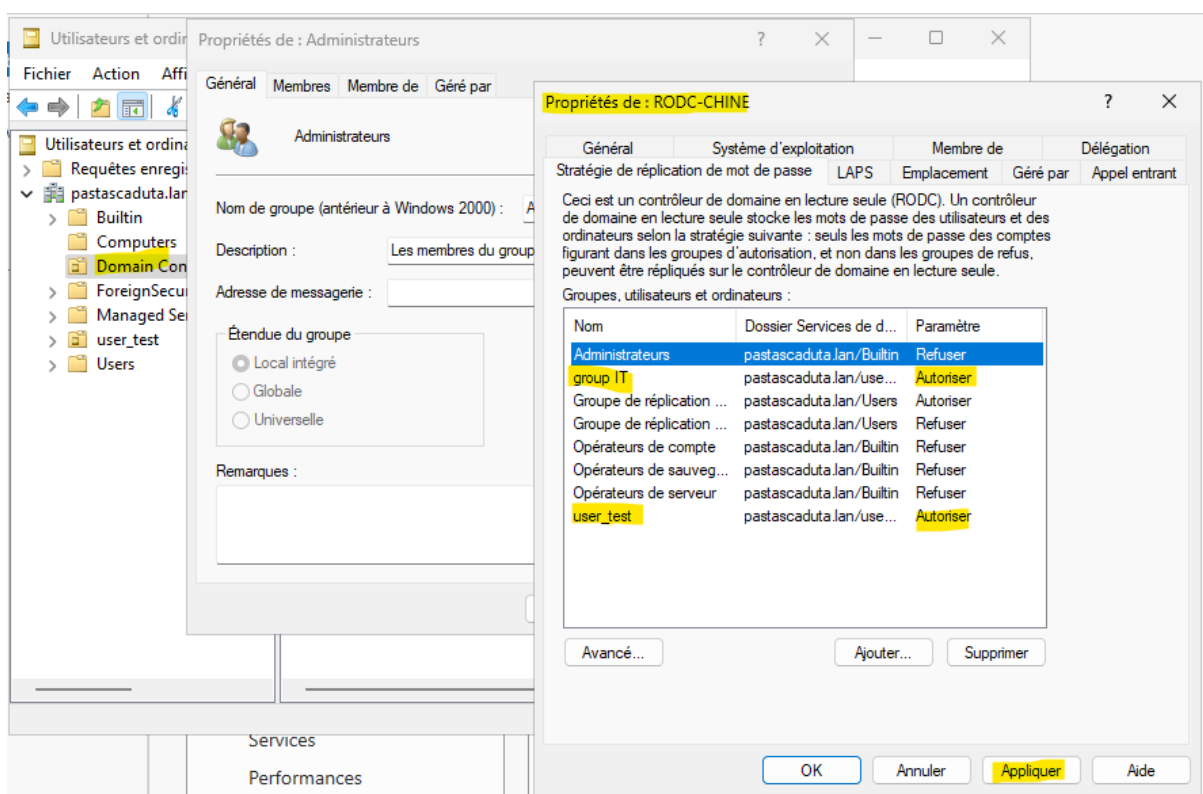 Utilisateurs et ordir
Fichier Action Affi
Utilisateurs et ordina
Requêtes enregi
pastascaduta.lar
Builtin
Computers
Domain Con
ForeignSecu
Managed Se
user_test
Users
Propriétés de : Administrateurs
Général Membres Membre de Géré par
Administrateurs
Nom de groupe (antérieur à Windows 2000) : A
Description : Les membres du group
Adresse de messagerie :
Étendue du groupe
Local intégré
Globale
Universelle
Remarques :
Services
Performances
Propriétés de : RODC-CHINE
Général Système d'exploitation Membre de Délégation
Stratégie de réplication de mot de passe LAPS Emplacement Géré par Appel entrant
Ceci est un contrôleur de domaine en lecture seule (RODC). Un contrôleur
de domaine en lecture seule stocke les mots de passe des utilisateurs et des
ordinateurs selon la stratégie suivante : seuls les mots de passe des comptes
figurant dans les groupes d'autorisation, et non dans les groupes de refus,
peuvent être répliqués sur le contrôleur de domaine en lecture seule.
Groupes, utilisateurs et ordinateurs :
Nom Dossier Services de d... Paramètre
Administrateurs pastascaduta.lan/Builtin Refuser
group IT pastascaduta.lan/use... Autoriser
Groupe de réplication ... pastascaduta.lan/Users Autoriser
Groupe de réplication ... pastascaduta.lan/Users Refuser
Opérateurs de compte pastascaduta.lan/Builtin Refuser
Opérateurs de sauveg... pastascaduta.lan/Builtin Refuser
Opérateurs de serveur pastascaduta.lan/Builtin Refuser
user_test pastascaduta.lan/use... Autoriser
Avancé... Ajouter... Supprimer
OK Annuler Appliquer Aide